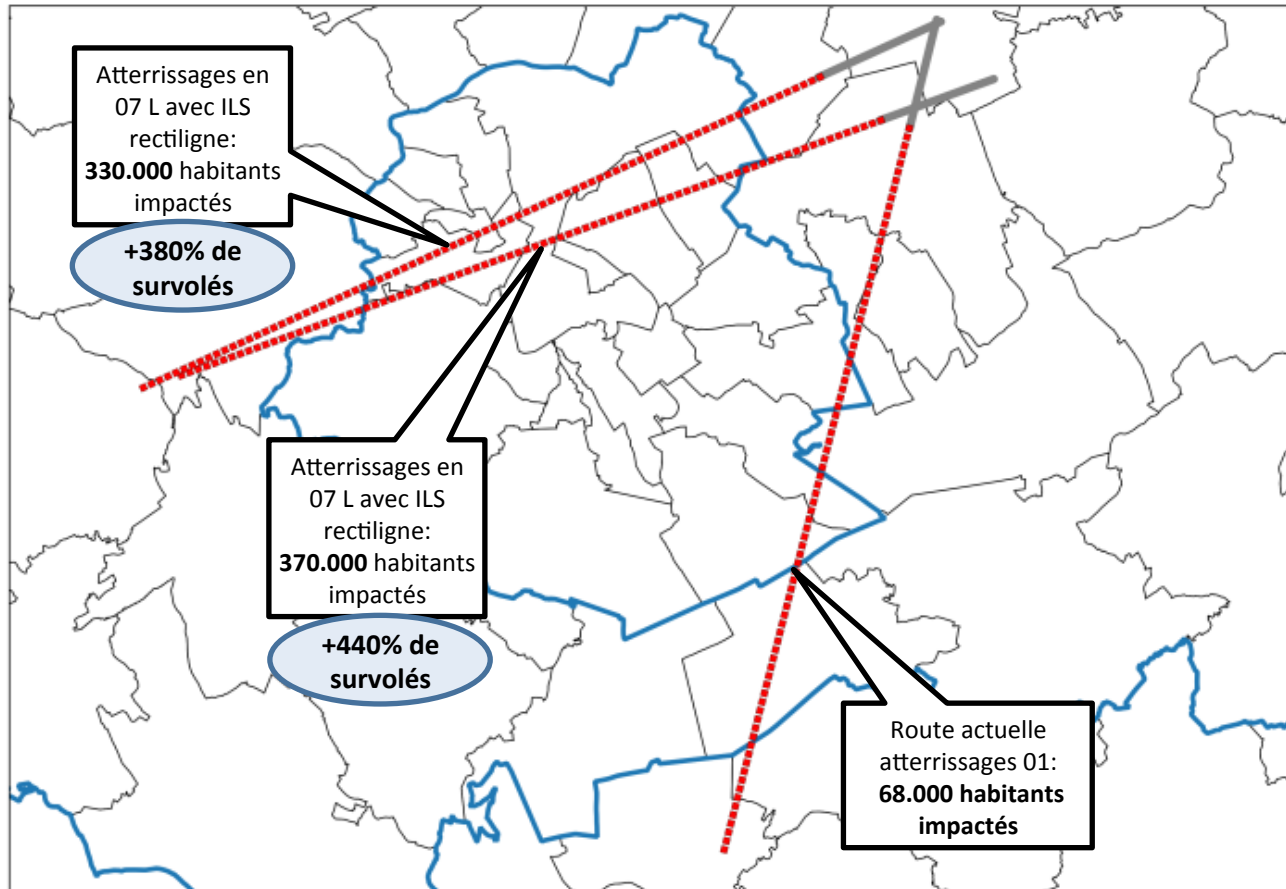 Atterrissages en
07 L avec ILS
rectiligne:
330.000 habitants
impactés
+380% de
survolés
Atterrissages en
07 L avec ILS
rectiligne:
370.000 habitants
impactés
+440% de
survolés
Route actuelle
atterrissages 01:
68.000 habitants
impactés